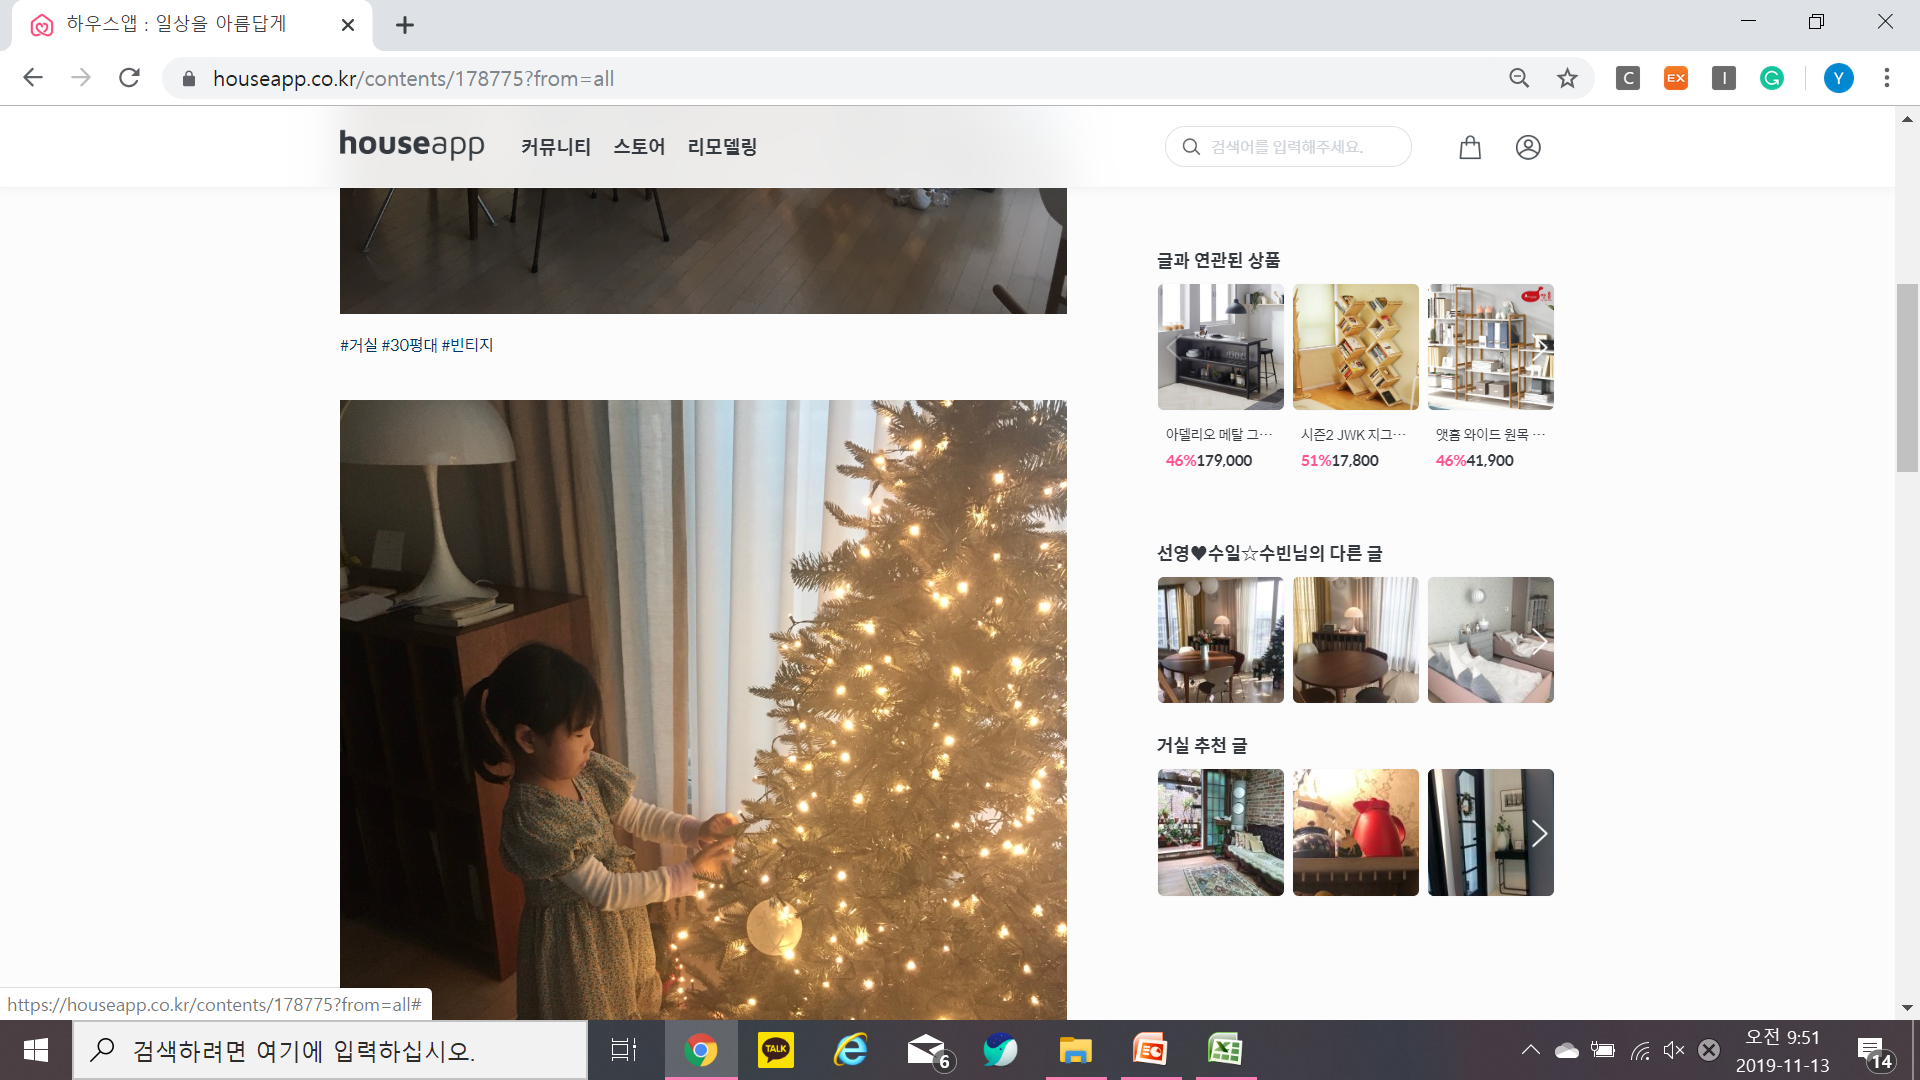 하우스앱 : 일상을 아름답게
houseapp.co.kr/contents/178775?from=all
C
EX
I
G
Y
houseapp 커뮤니티 스토어 리모델링
검색어를 입력해주세요.
#거실 #30평대 #빈티지
글과 연관된 상품
아델리오 메탈 그…
46%179,000
시즌2 JWK 지그…
51%17,800
앳홈 와이드 원목 …
46%41,900
선영♥수일☆수빈님의 다른 글
거실 추천 글
https://houseapp.co.kr/contents/178775?from=all#
검색하려면 여기에 입력하십시오.
TALK
6
오전 9:51
2019-11-13
14